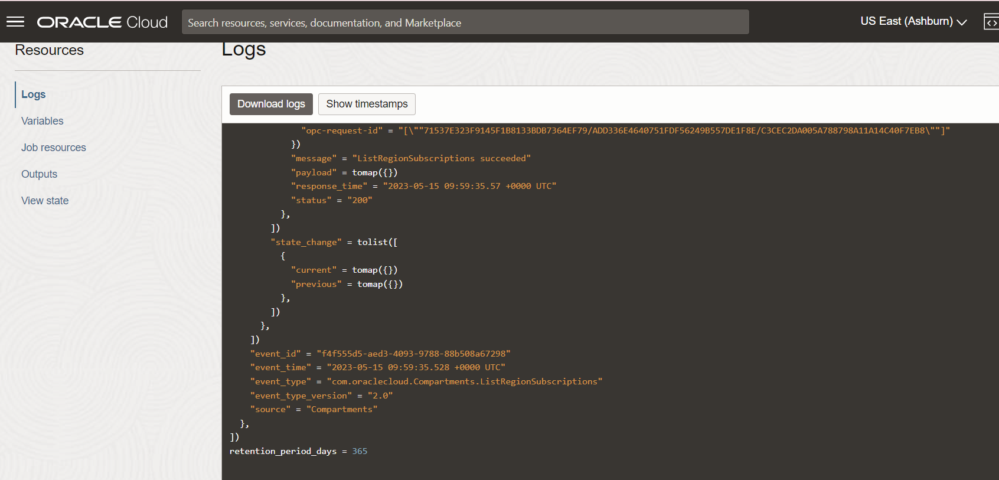 ORACLE Cloud
Search resources, services, documentation, and Marketplace
US East (Ashburn)
Resources
Logs
Variables
Job resources
Outputs
View state
Logs
Download logs
Show timestamps
"opc-request-id" = "[\""71537E323F9145F1B8133BDB7364EF79/ADD336E4640751FDF56249B557DE1F8E/C3CEC2DA005A788798A11A14C40F7EB8\""]"
})
"message" = "ListRegionSubscriptions succeeded"
"payload" = tomap({})
"response_time" = "2023-05-15 09:59:35.57 +0000 UTC"
"status" = "200"
},
])
"state_change" = tolist([
{
"current" = tomap({})
"previous" = tomap({})
},
])
},
])
"event_id" = "f4f555d5-aed3-4093-9788-88b508a67298"
"event_time" = "2023-05-15 09:59:35.528 +0000 UTC"
"event_type" = "com.oraclecloud.Compartments.ListRegionSubscriptions"
"event_type_version" = "2.0"
"source" = "Compartments"
},
])
retention_period_days = 365